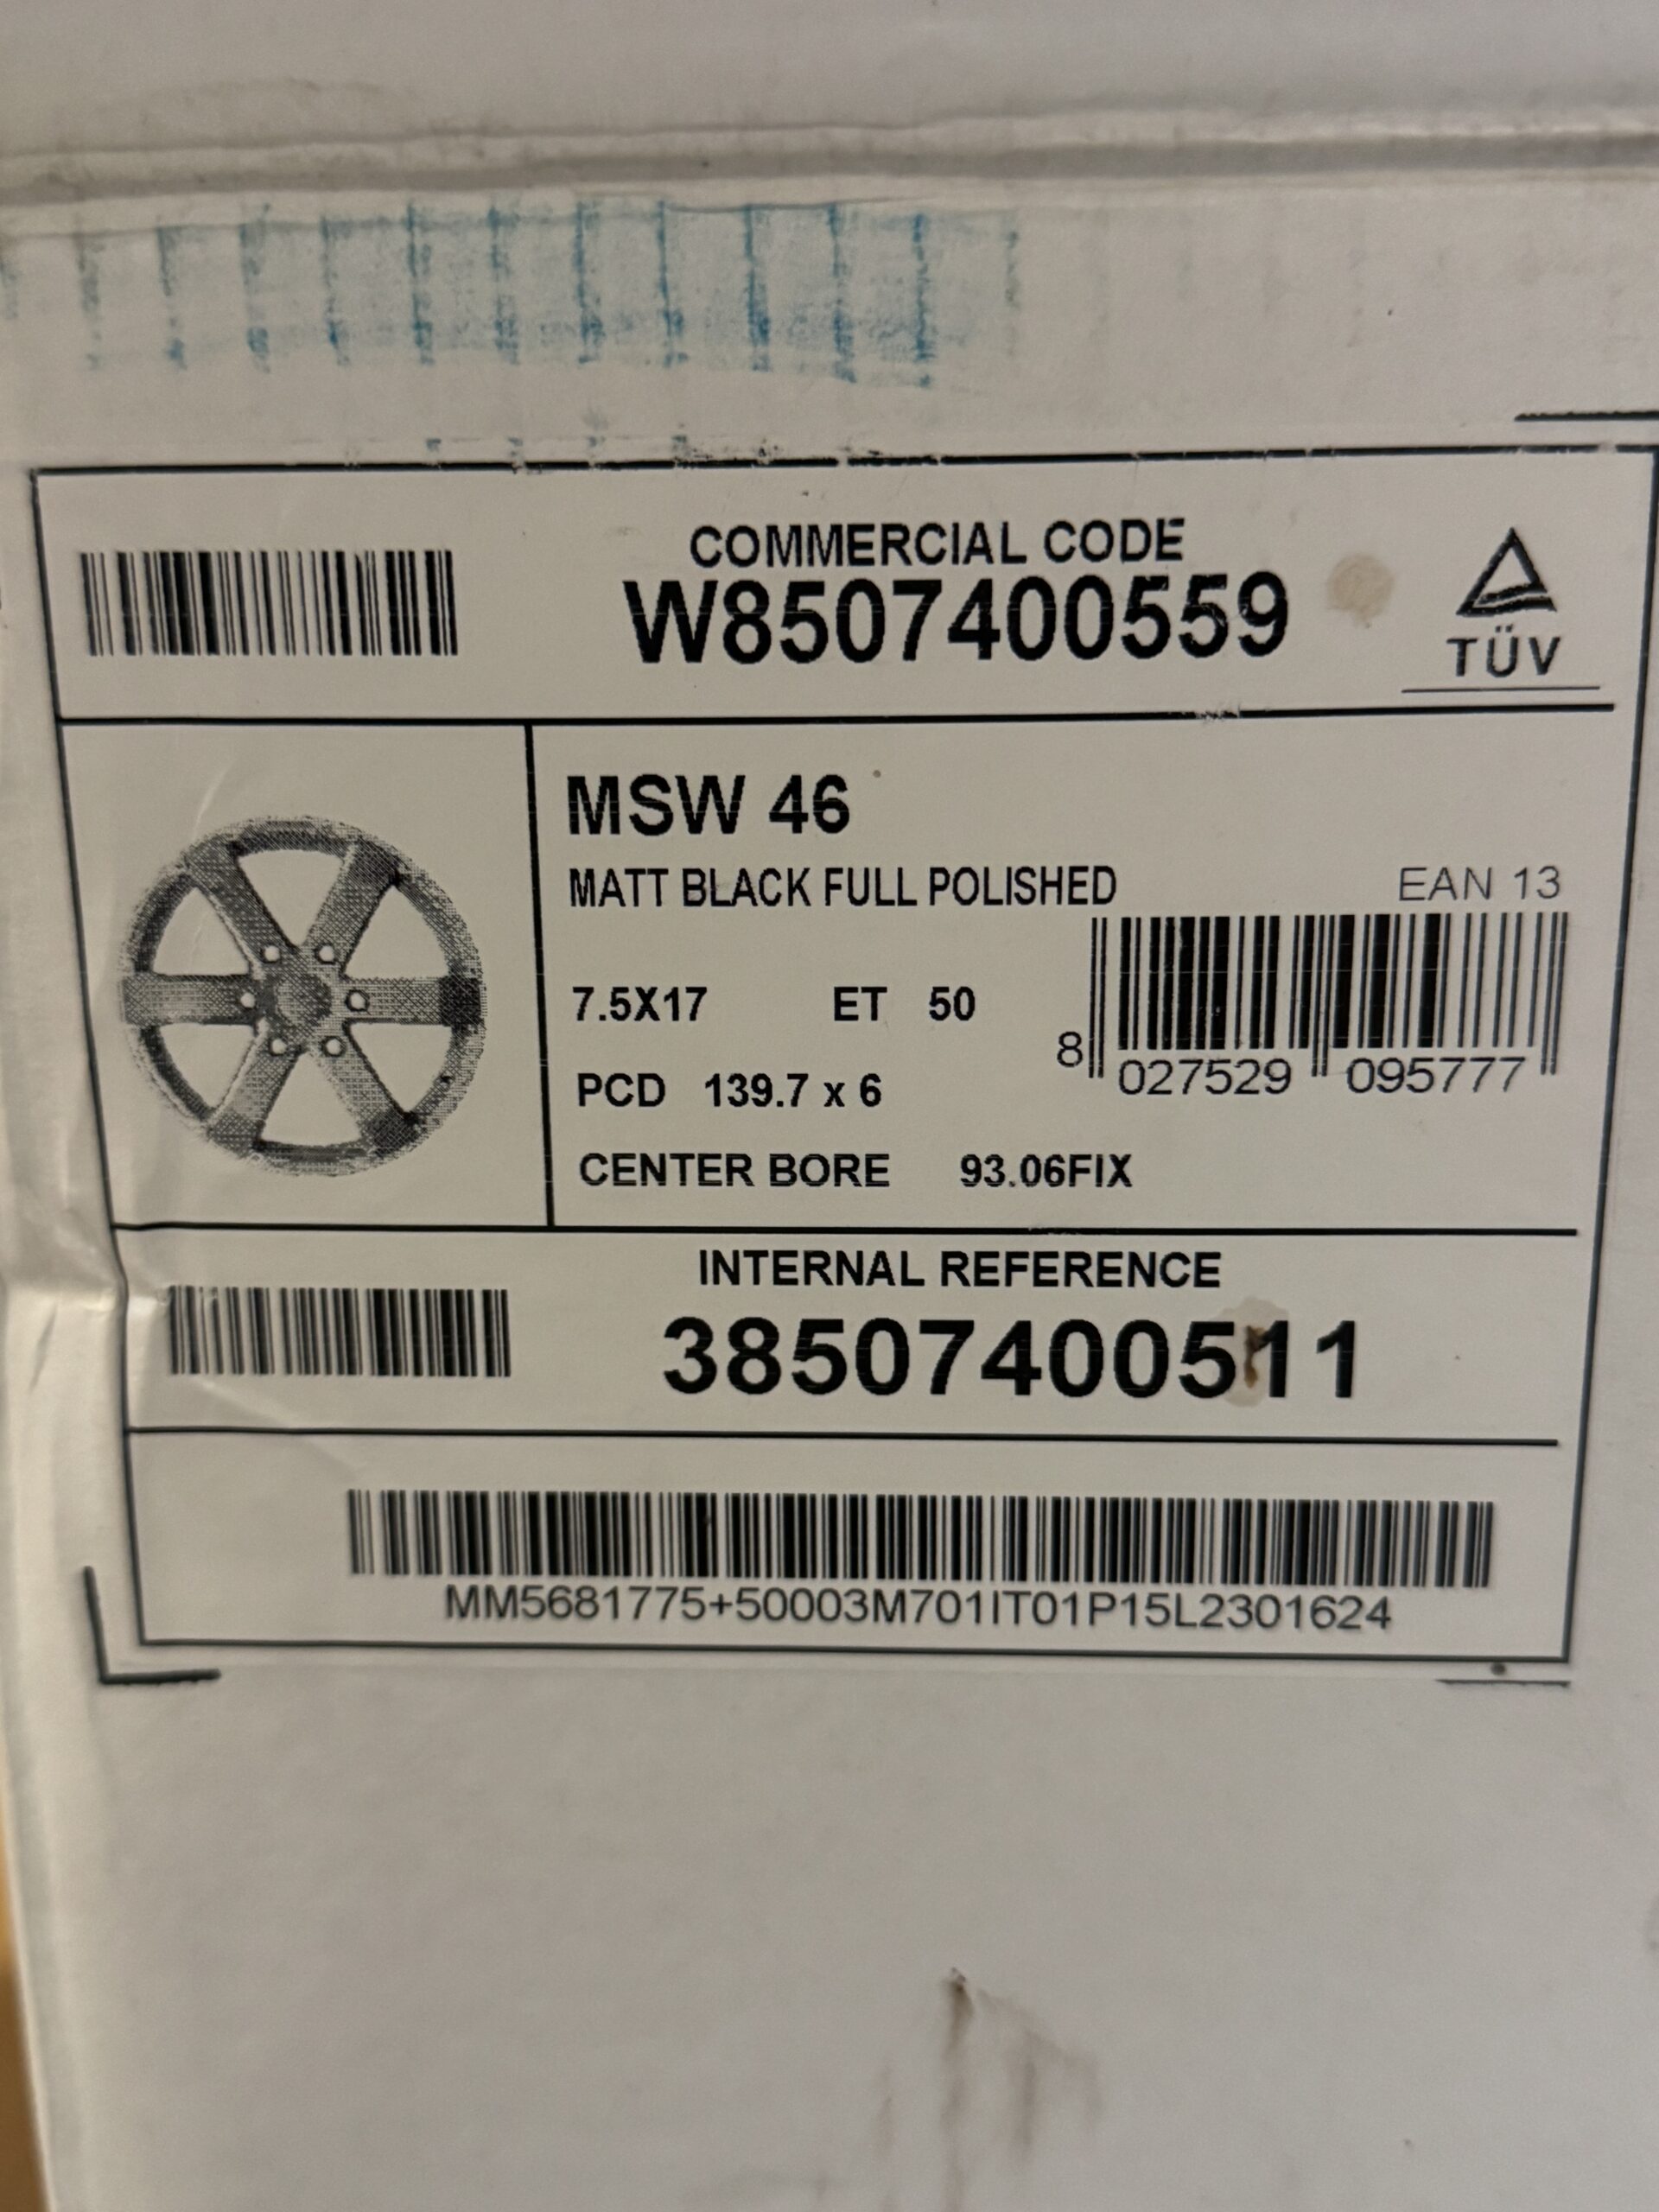 COMMERCIAL CODE
W8507400559
TÜV
MSW 46
MATT BLACK FULL POLISHED
EAN 13
7.5X17 ET 50
8 027529 095777
PCD 139.7 x 6
CENTER BORE 93.06FIX
INTERNAL REFERENCE
38507400511
MM5681775+50003M701IT01P15L2301624